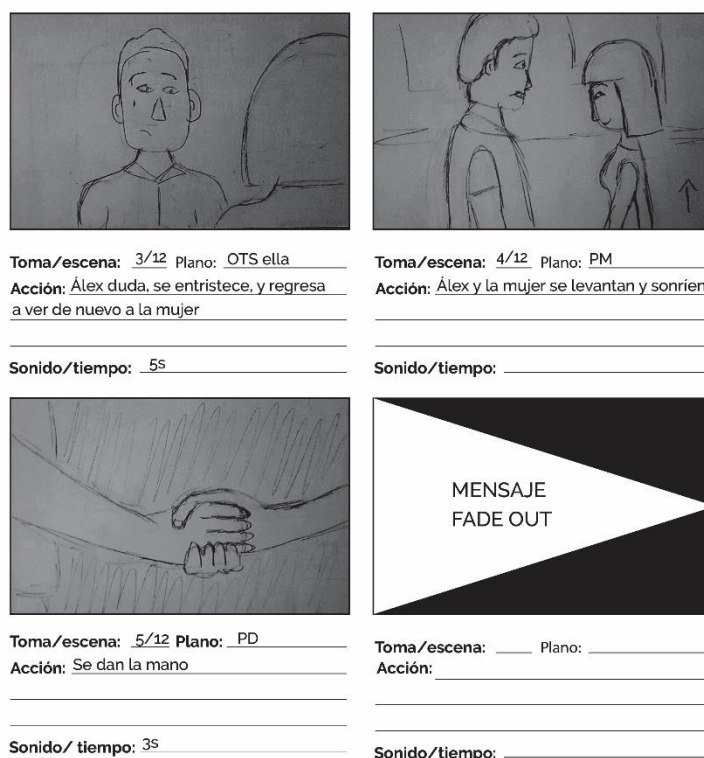 Toma/escena: 3/12 Plano: OTS ella
Acción: Álex duda, se entristece, y regresa
a ver de nuevo a la mujer
Sonido/tiempo: 5s
Toma/escena: 4/12 Plano: PM
Acción: Álex y la mujer se levantan y sonríen
Sonido/tiempo:
Toma/escena: 5/12 Plano: PD
Acción: Se dan la mano
Sonido/ tiempo: 3s
MENSAJE
FADE OUT
Toma/escena: Plano:
Acción:
Sonido/tiempo: